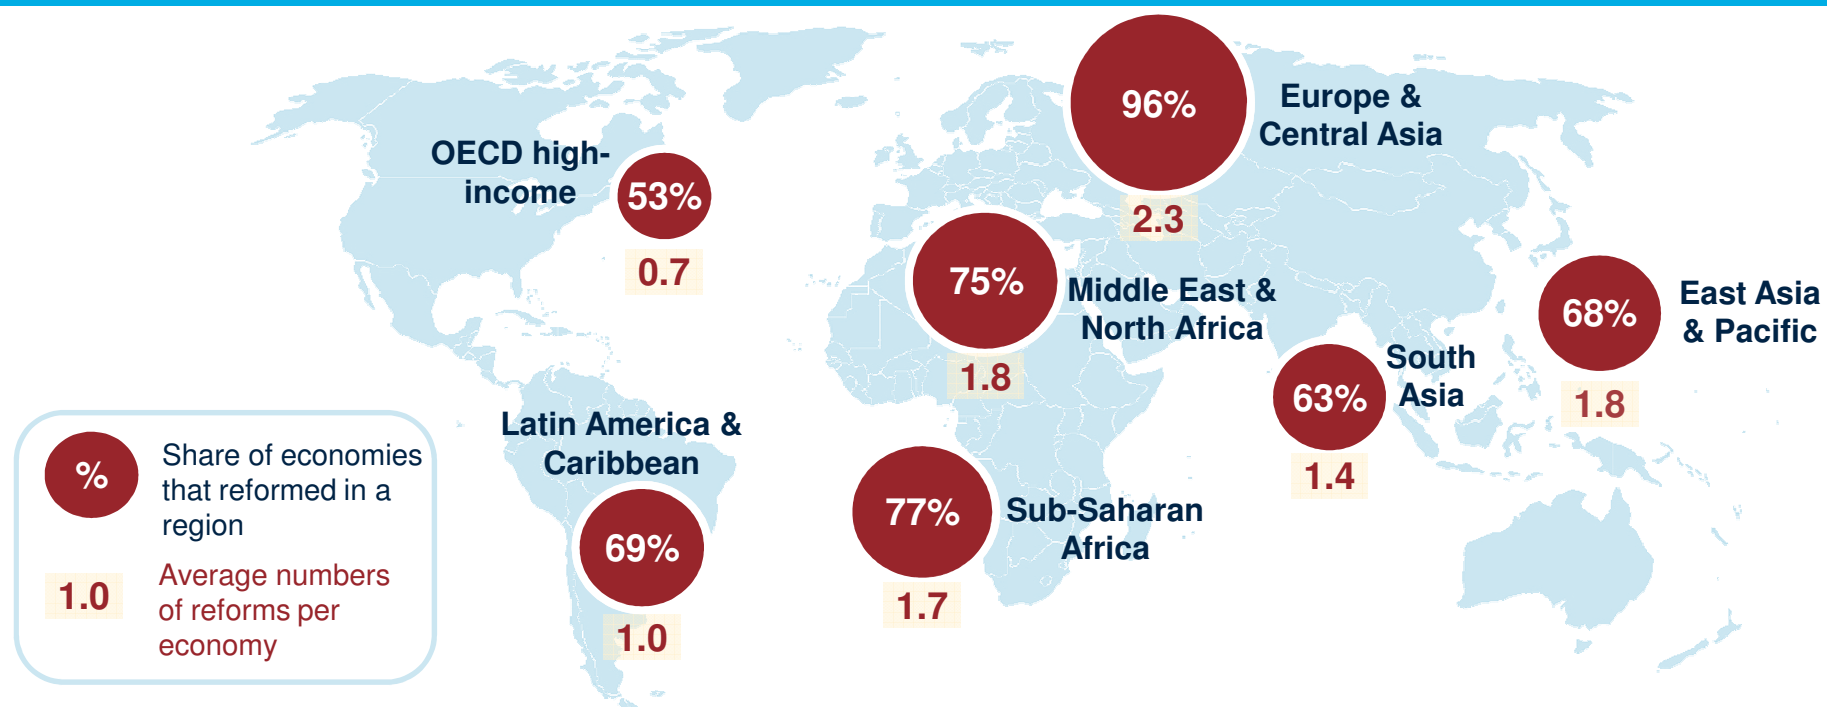 96%
Europe &
Central Asia
2.3
OECD high-
income
53%
0.7
75%
Middle East &
North Africa
1.8
68%
East Asia
& Pacific
1.8
63%
South
Asia
1.4
Latin America &
Caribbean
69%
1.0
77%
Sub-Saharan
Africa
1.7
%
Share of economies
that reformed in a
region
1.0
Average numbers
of reforms per
economy